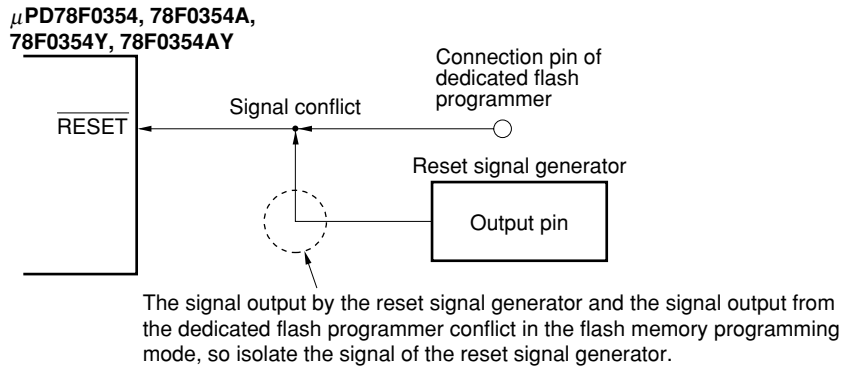 μPD78F0354, 78F0354A,
78F0354Y, 78F0354AY
Connection pin of
dedicated flash
programmer
Signal conflict
RESET
Reset signal generator
Output pin
The signal output by the reset signal generator and the signal output from
the dedicated flash programmer conflict in the flash memory programming
mode, so isolate the signal of the reset signal generator.